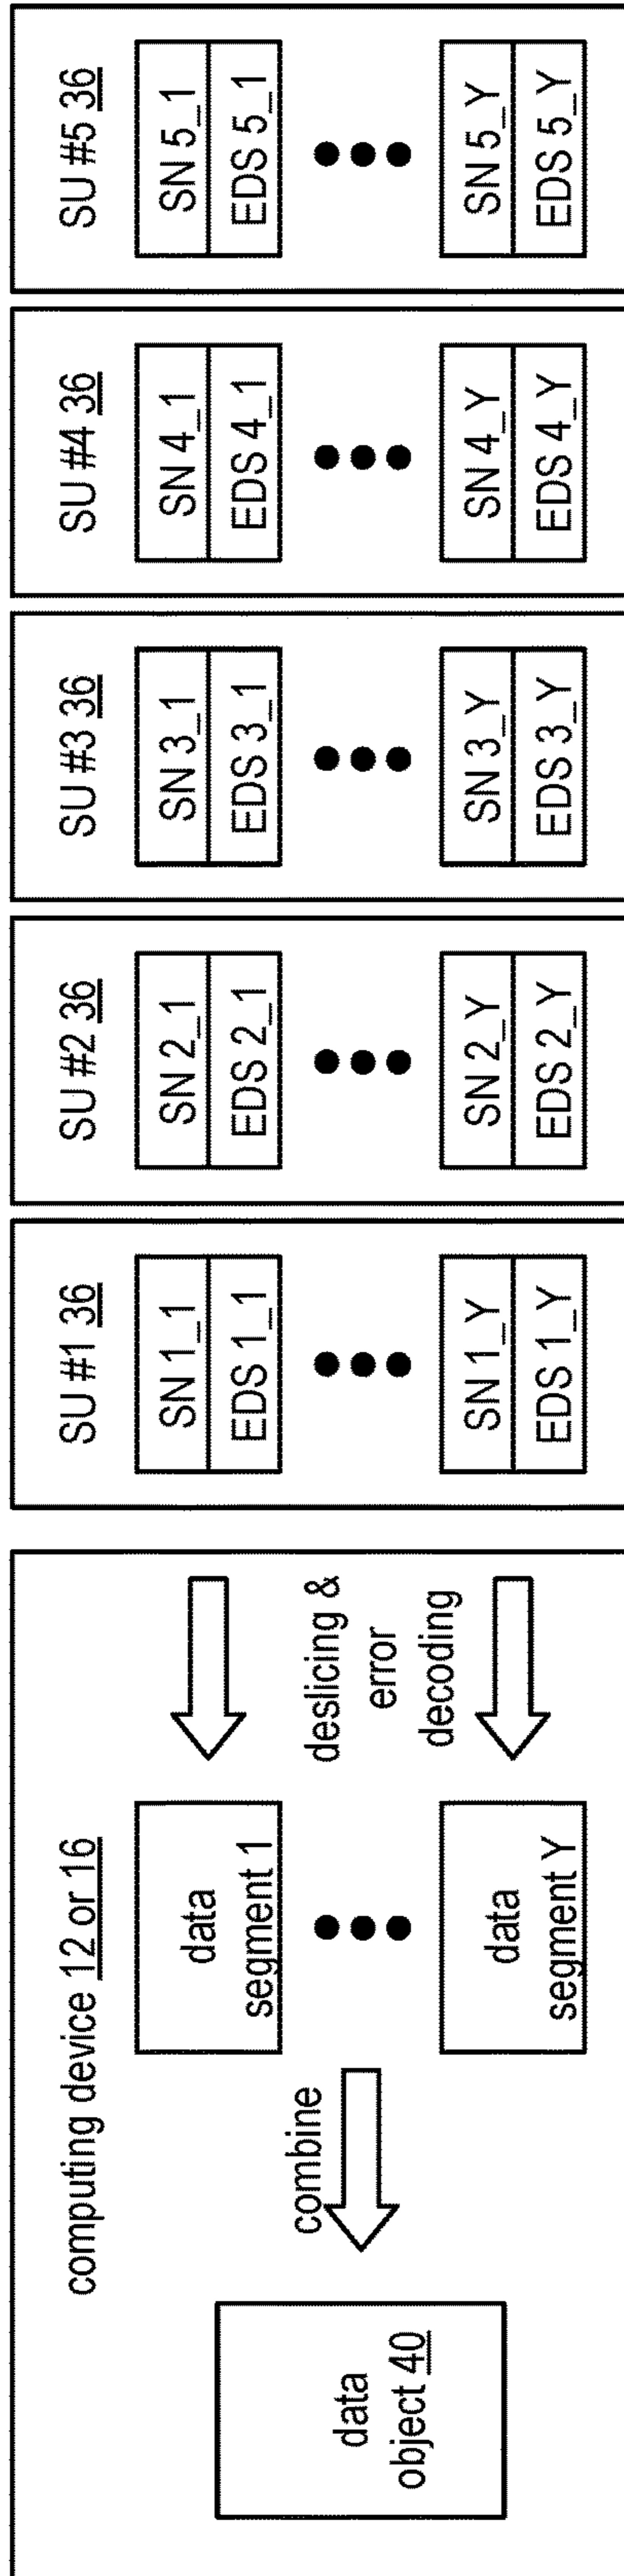 computing device 12 or 16
data
object 40
combine
data
segment 1
data
segment Y
deslicing &
error
decoding
SU #1 36
SN 1_1
EDS 1_1
SN 1_Y
EDS 1_Y
SU #2 36
SN 2_1
EDS 2_1
SN 2_Y
EDS 2_Y
SU #3 36
SN 3_1
EDS 3_1
SN 3_Y
EDS 3_Y
SU #4 36
SN 4_1
EDS 4_1
SN 4_Y
EDS 4_Y
SU #5 36
SN 5_1
EDS 5_1
SN 5_Y
EDS 5_Y